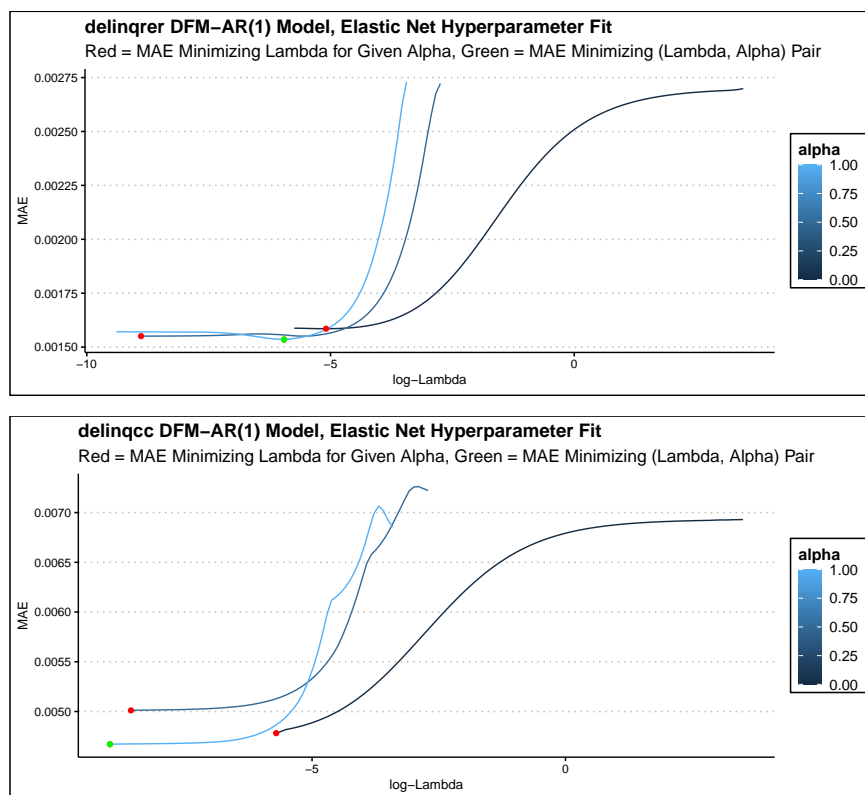 delinqrer DFM−AR(1) Model, Elastic Net Hyperparameter Fit
Red = MAE Minimizing Lambda for Given Alpha, Green = MAE Minimizing (Lambda, Alpha) Pair
0.00275
0.00250
0.00225
0.00200
0.00175
0.00150
MAE
−10
−5
0
log−Lambda
alpha
1.00
0.75
0.50
0.25
0.00
delinqcc DFM−AR(1) Model, Elastic Net Hyperparameter Fit
Red = MAE Minimizing Lambda for Given Alpha, Green = MAE Minimizing (Lambda, Alpha) Pair
0.0070
0.0065
0.0060
0.0055
0.0050
MAE
−5
0
log−Lambda
alpha
1.00
0.75
0.50
0.25
0.00